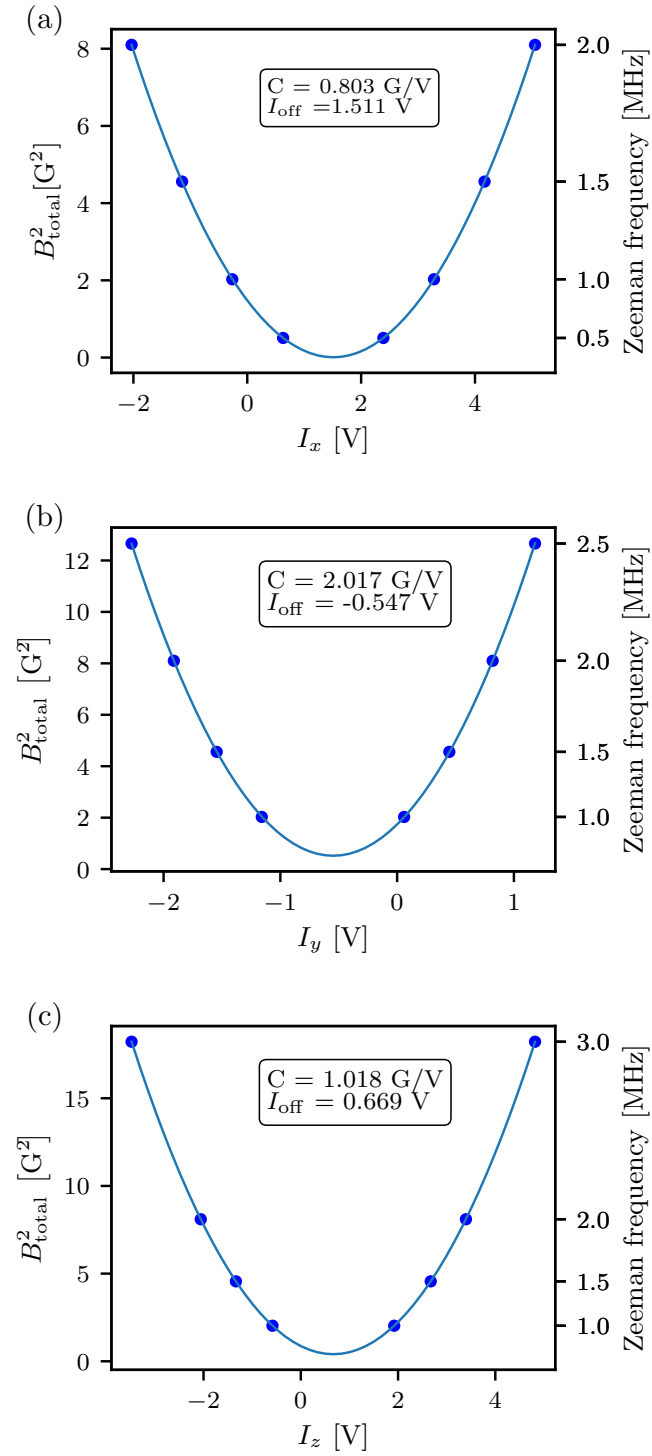 (a)
8
6
4
2
0
B²total[G²]
C = 0.803 G/V
Ioff =1.511 V
2.0
1.5
1.0
0.5
Zeeman frequency [MHz]
−2 0 2 4
Ix [V]
(b)
12
10
8
6
4
2
0
B²total [G²]
C = 2.017 G/V
Ioff = -0.547 V
2.5
2.0
1.5
1.0
Zeeman frequency [MHz]
−2 −1 0 1
Iy [V]
(c)
15
10
5
0
B²total [G²]
C = 1.018 G/V
Ioff = 0.669 V
3.0
2.0
1.5
1.0
Zeeman frequency [MHz]
−2 0 2 4
Iz [V]